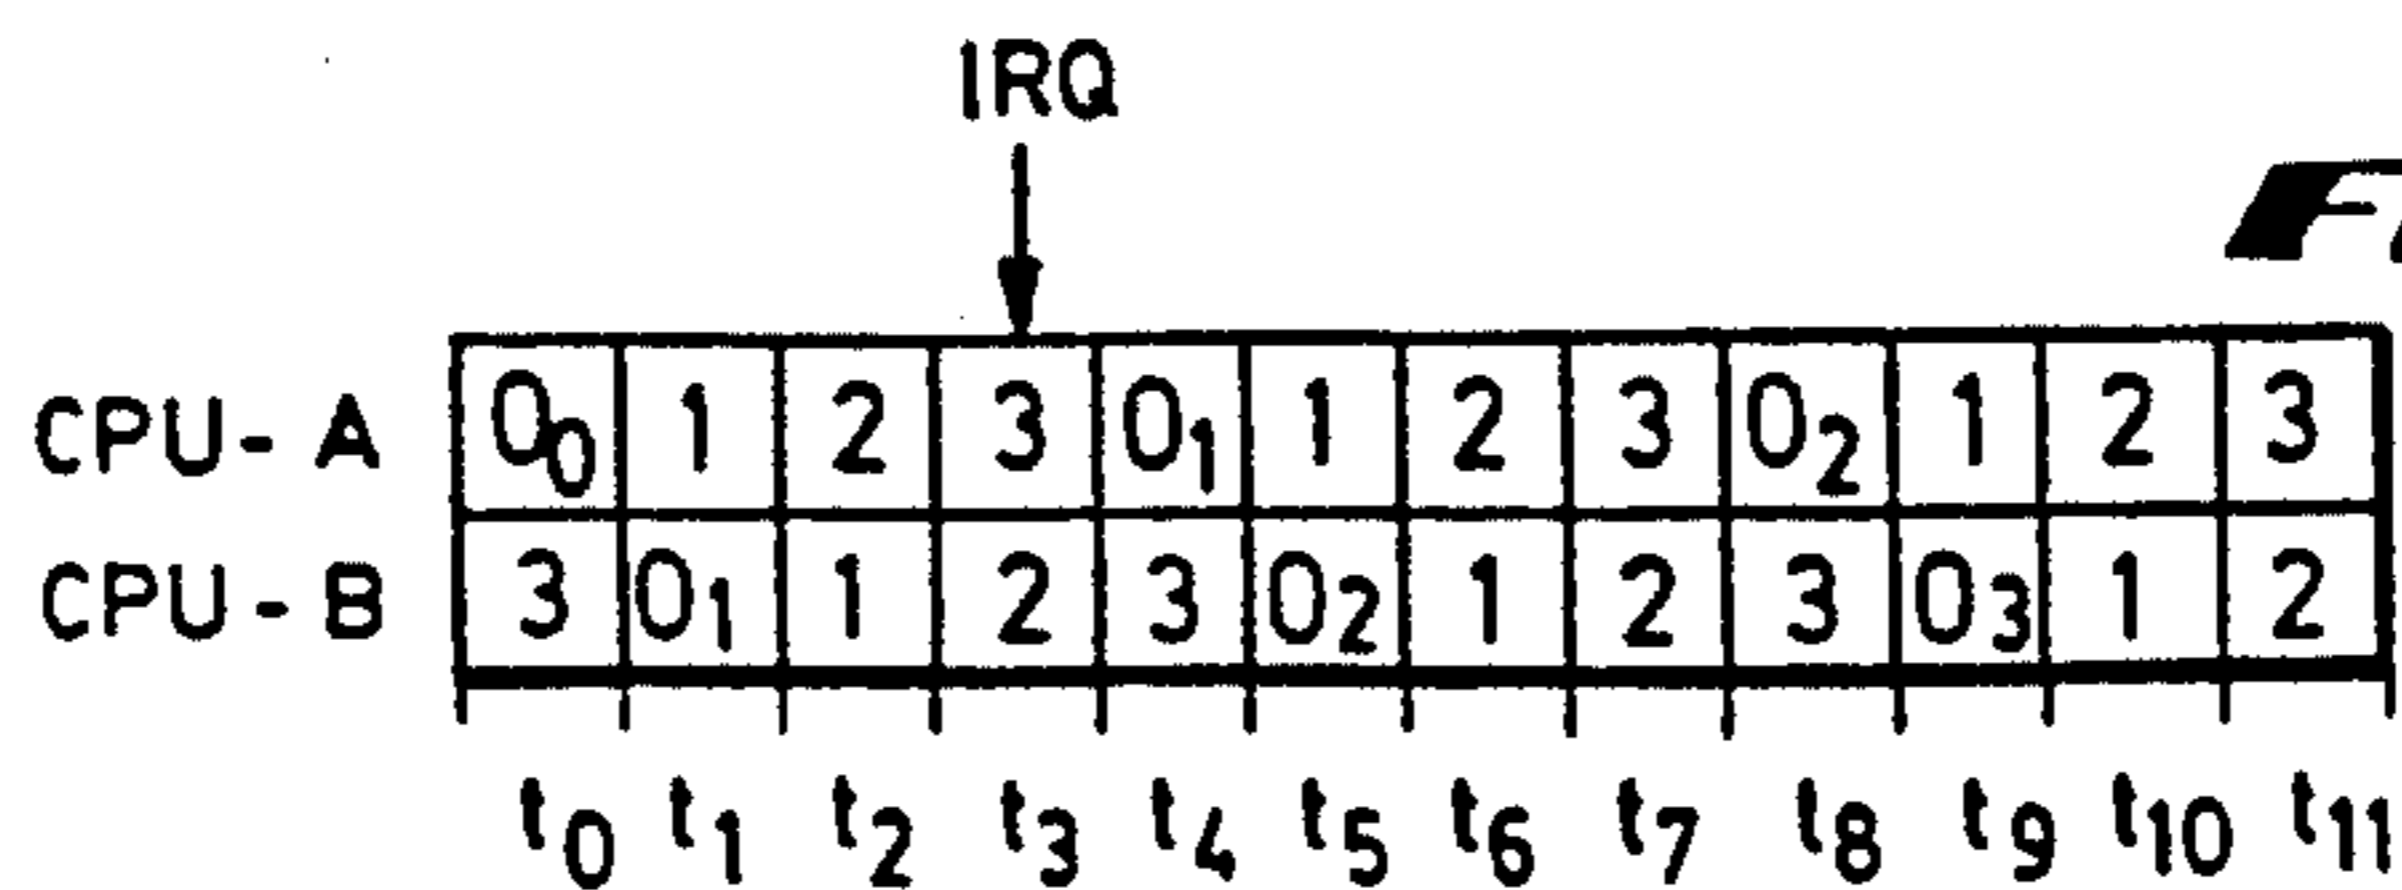 IRQ
CPU-A 0₀ 1 2 3 0₁ 1 2 3 0₂ 1 2 3
CPU-B 3 0₁ 1 2 3 0₂ 1 2 3 0₃ 1 2
t₀ t₁ t₂ t₃ t₄ t₅ t₆ t₇ t₈ t₉ t₁₀ t₁₁